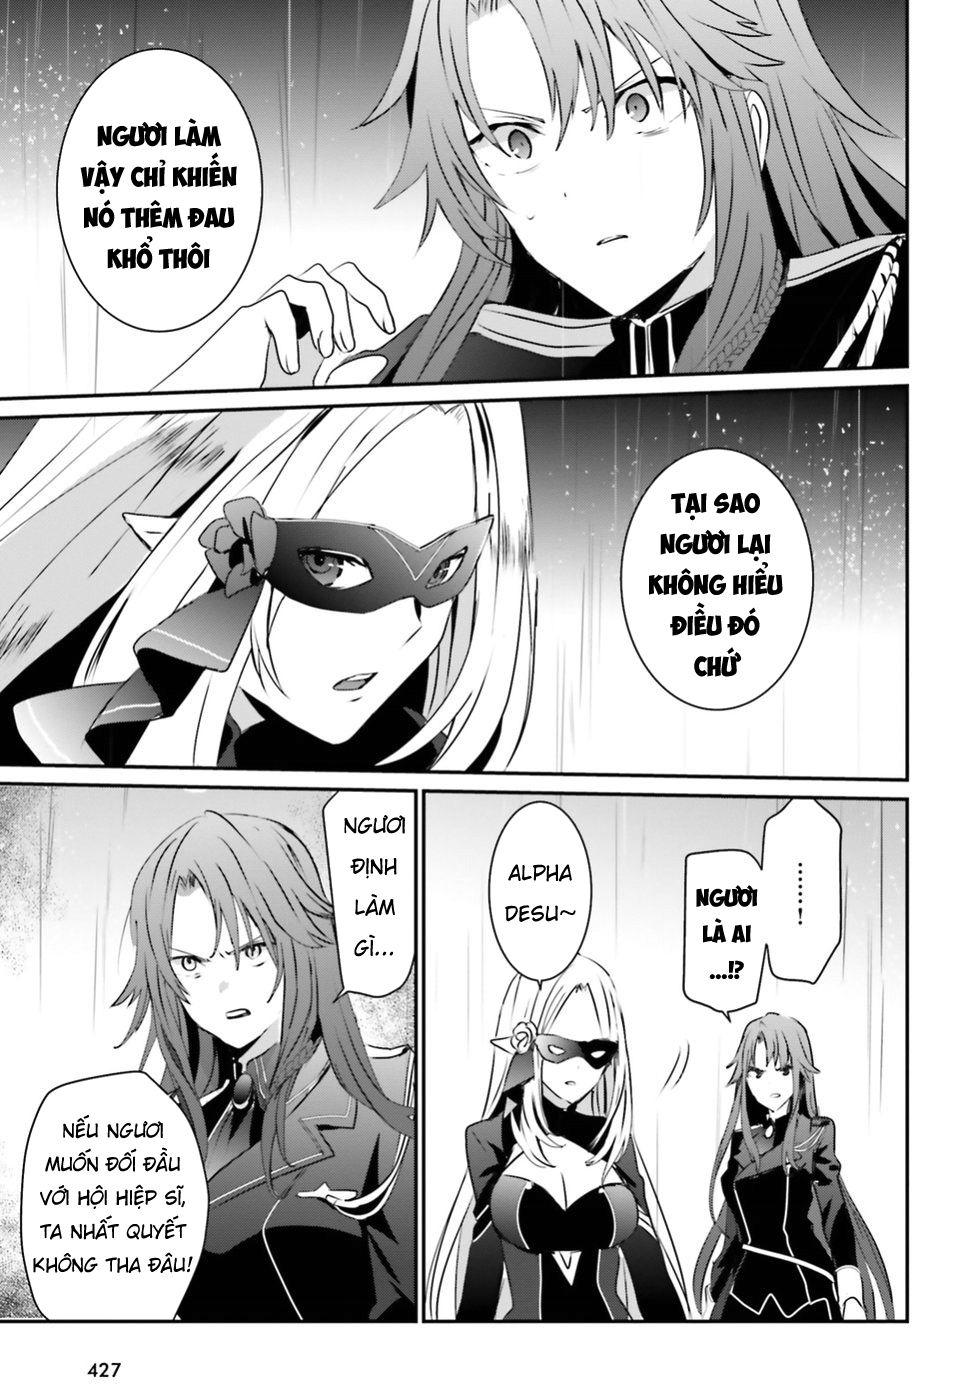 NGƯƠI LÀM
VẬY CHỈ KHIẾN
NÓ THÊM ĐAU
KHỔ THÔI
TẠI SAO
NGƯƠI LẠI
KHÔNG HIỂU
ĐIỀU ĐÓ
CHỨ
........!
NGƯƠI
LÀ AI
...!?
ALPHA
DESU~
NGƯƠI
ĐỊNH
LÀM
GÌ...
NẾU NGƯƠI
MUỐN ĐỐI ĐẦU
VỚI HỘI HIỆP SĨ,
TA NHẤT QUYẾT
KHÔNG THA ĐÂU!
427